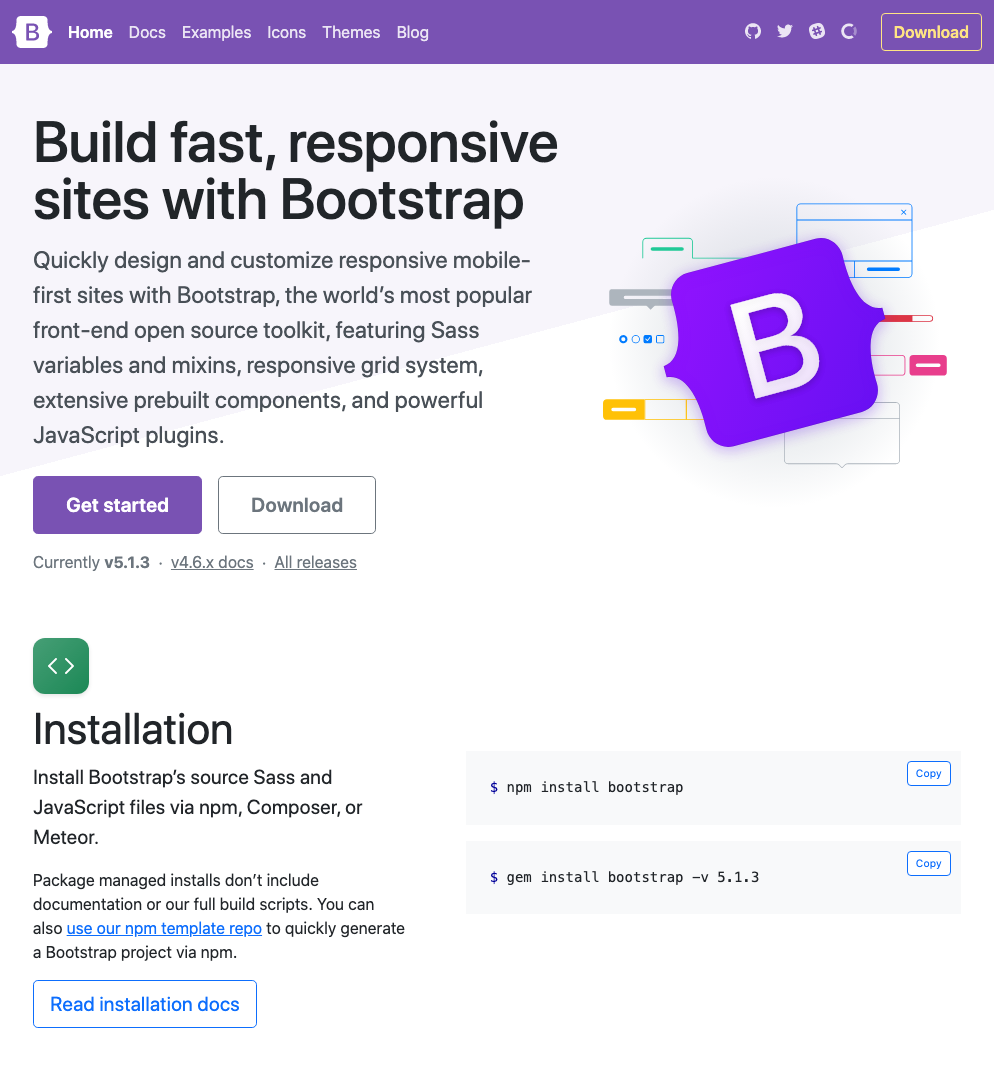 B Home Docs Examples Icons Themes Blog Download
Build fast, responsive
sites with Bootstrap
Quickly design and customize responsive mobile-
first sites with Bootstrap, the world’s most popular
front-end open source toolkit, featuring Sass
variables and mixins, responsive grid system,
extensive prebuilt components, and powerful
JavaScript plugins.
B
Get started Download
Currently v5.1.3 · v4.6.x docs · All releases
Installation
Install Bootstrap’s source Sass and
JavaScript files via npm, Composer, or
Meteor.
Package managed installs don’t include
documentation or our full build scripts. You can
also use our npm template repo to quickly generate
a Bootstrap project via npm.
Read installation docs
$ npm install bootstrap
Copy
$ gem install bootstrap -v 5.1.3
Copy